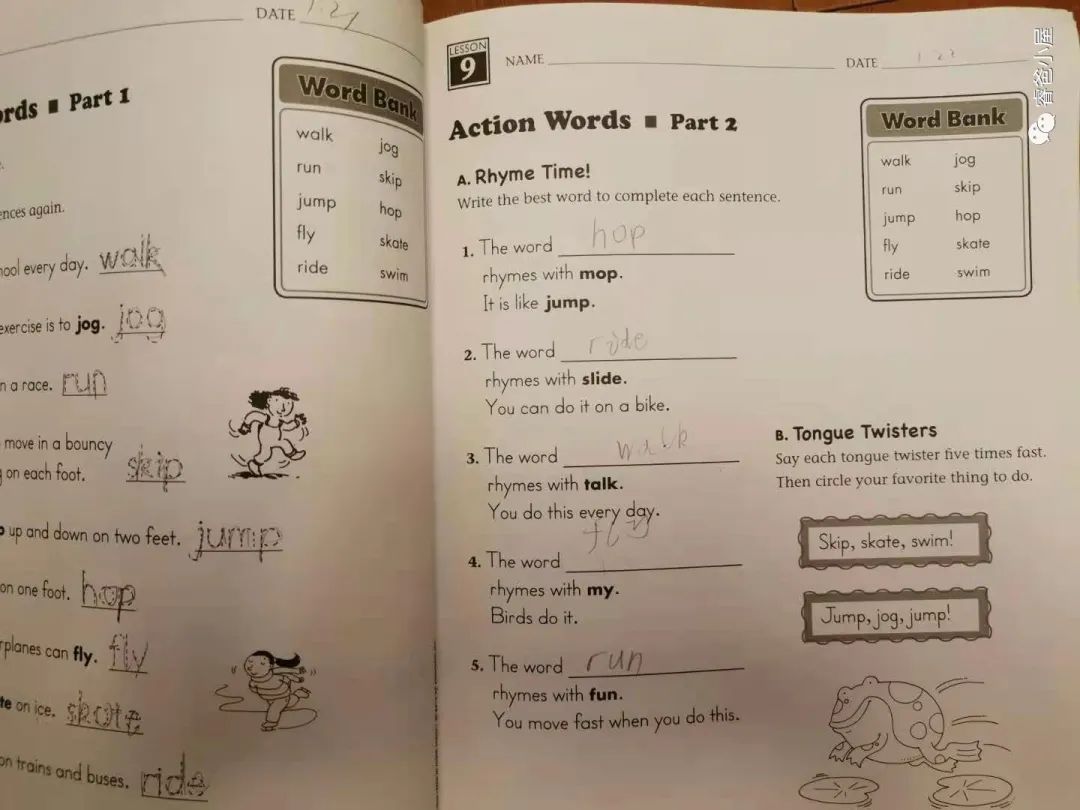 DATE
ords ■ Part 1
Word Bank
walk jog
run skip
jump hop
fly skate
ride swim
ences again.
ool every day. walk
exercise is to jog. jog
n a race. run
move in a bouncy
on each foot. skip
up and down on two feet. jump
on one foot. hop
rplanes can fly. fly
te on ice. skate
on trains and buses. ride
LESSON
9
NAME
DATE
Action Words ■ Part 2
Word Bank
walk jog
run skip
jump hop
fly skate
ride swim
A. Rhyme Time!
Write the best word to complete each sentence.
1. The word hop
rhymes with mop.
It is like jump.
2. The word ride
rhymes with slide.
You can do it on a bike.
3. The word walk
rhymes with talk.
You do this every day.
4. The word fly
rhymes with my.
Birds do it.
5. The word run
rhymes with fun.
You move fast when you do this.
B. Tongue Twisters
Say each tongue twister five times fast.
Then circle your favorite thing to do.
Skip, skate, swim!
Jump, jog, jump!
睿爸小屋